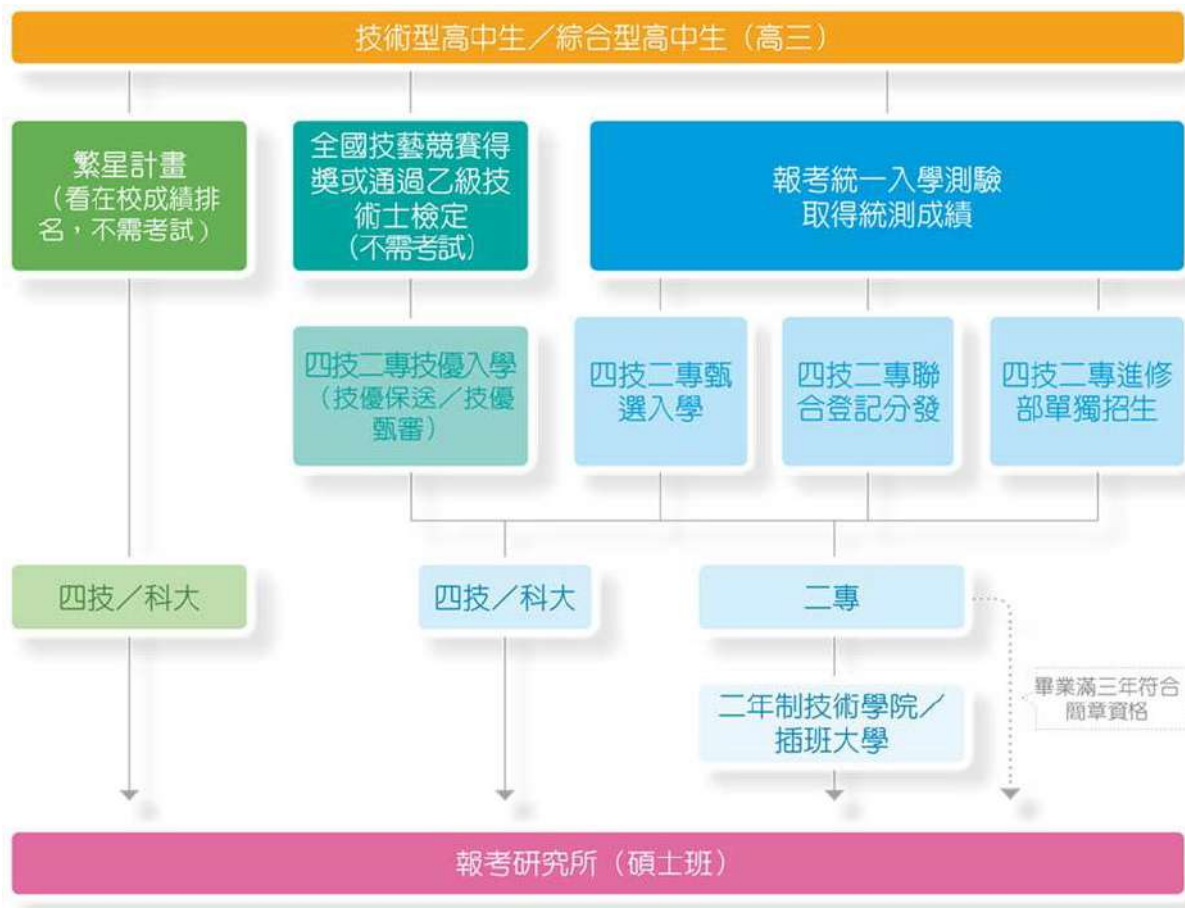 技術型高中生／綜合型高中生（高三）
繁星計畫
（看在校成績排
名，不需考試）
全國技藝競賽得
獎或通過乙級技
術士檢定
（不需考試）
報考統一入學測驗
取得統測成績
四技二專技優入學
（技優保送／技優
甄審）
四技二專甄
選入學
四技二專聯
合登記分發
四技二專進修
部單獨招生
四技／科大
四技／科大
二專
畢業滿三年符合
簡章資格
二年制技術學院／
插班大學
報考研究所（碩士班）